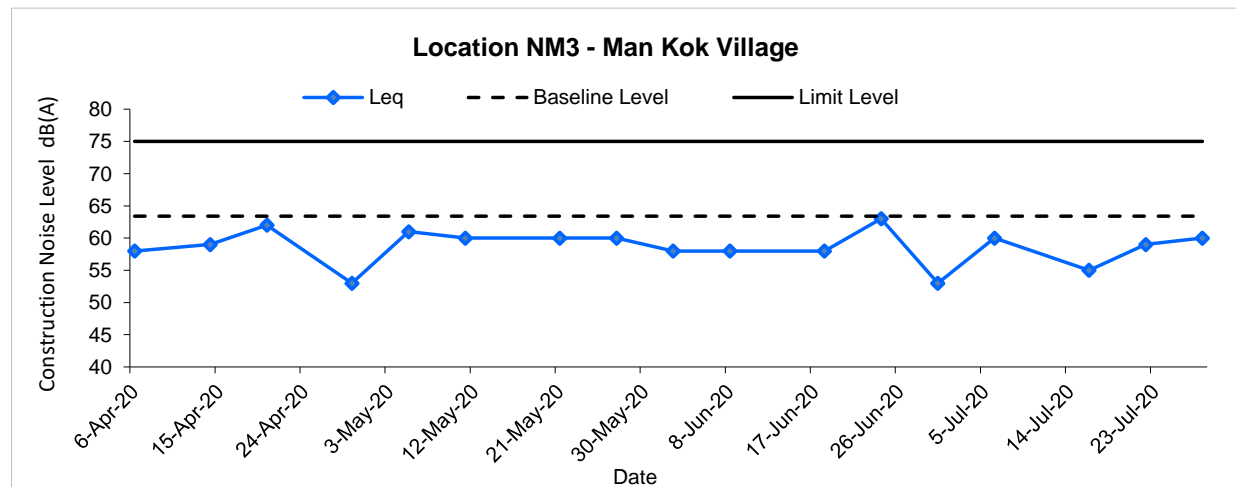 Location NM3 - Man Kok Village
Leq Baseline Level Limit Level
Construction Noise Level dB(A)
80
75
70
65
60
55
50
45
40
6-Apr-20 15-Apr-20 24-Apr-20 3-May-20 12-May-20 21-May-20 30-May-20 8-Jun-20 17-Jun-20 26-Jun-20 5-Jul-20 14-Jul-20 23-Jul-20
Date